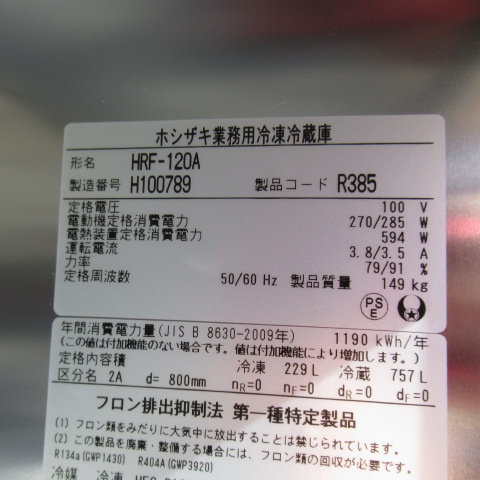 ホシザキ業務用冷凍冷蔵庫
形名 HRF-120A
製造番号 H100789 製品コード R385
定格電圧 100 V
電動機定格消費電力 270/285 W
電熱装置定格消費電力 594 W
運転電流 3.8/3.5 A
力率 79/91 %
定格周波数 50/60 Hz 製品質量 149 kg
PS
E
年間消費電力量(JIS B 8630-2009年) 1190 kWh/年
(この値は付加機能のない場合です。値は付加機能により増加します。)
定格内容積 冷凍 229 L 冷蔵 757 L
区分名 2A d= 800mm nR=0 nF=0 dR=0 dF=0
フロン排出抑制法 第一種特定製品
(1) フロン類をみだりに大気中に放出することは禁じられています。
(2) この製品を廃棄・整備する場合には、フロン類の回収が必要です。
R134a(GWP1430) R404A(GWP3920)
冷媒 冷凍